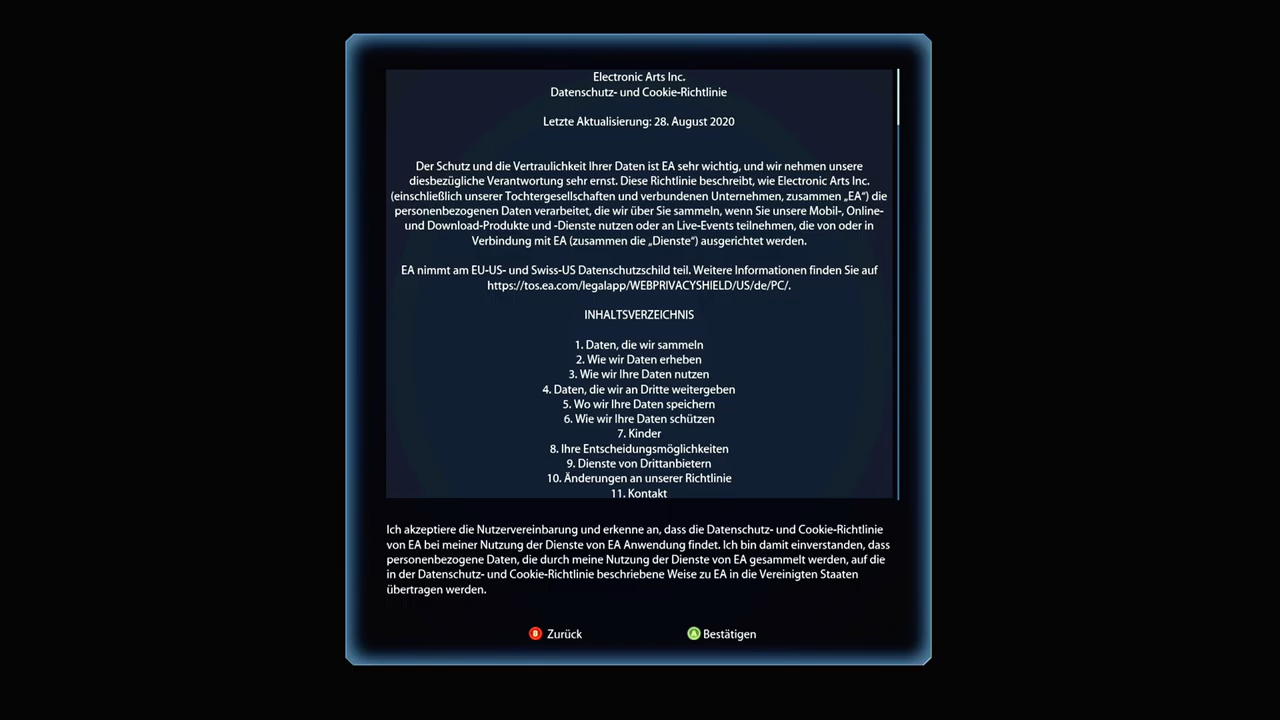 Electronic Arts Inc.
Datenschutz- und Cookie-Richtlinie
Letzte Aktualisierung: 28. August 2020
Der Schutz und die Vertraulichkeit Ihrer Daten ist EA sehr wichtig, und wir nehmen unsere
diesbezügliche Verantwortung sehr ernst. Diese Richtlinie beschreibt, wie Electronic Arts Inc.
(einschließlich unserer Tochtergesellschaften und verbundenen Unternehmen, zusammen „EA“) die
personenbezogenen Daten verarbeitet, die wir über Sie sammeln, wenn Sie unsere Mobil-, Online-
und Download-Produkte und -Dienste nutzen oder an Live-Events teilnehmen, die von oder in
Verbindung mit EA (zusammen die „Dienste“) ausgerichtet werden.
EA nimmt am EU-US- und Swiss-US Datenschutzschild teil. Weitere Informationen finden Sie auf
https://tos.ea.com/legalapp/WEBPRIVACYSHIELD/US/de/PC/.
INHALTSVERZEICHNIS
1. Daten, die wir sammeln
2. Wie wir Daten erheben
3. Wie wir Ihre Daten nutzen
4. Daten, die wir an Dritte weitergeben
5. Wo wir Ihre Daten speichern
6. Wie wir Ihre Daten schützen
7. Kinder
8. Ihre Entscheidungsmöglichkeiten
9. Dienste von Drittanbietern
10. Änderungen an unserer Richtlinie
11. Kontakt
Ich akzeptiere die Nutzervereinbarung und erkenne an, dass die Datenschutz- und Cookie-Richtlinie
von EA bei meiner Nutzung der Dienste von EA Anwendung findet. Ich bin damit einverstanden, dass
personenbezogene Daten, die durch meine Nutzung der Dienste von EA gesammelt werden, auf die
in der Datenschutz- und Cookie-Richtlinie beschriebene Weise zu EA in die Vereinigten Staaten
übertragen werden.
B Zurück
A Bestätigen